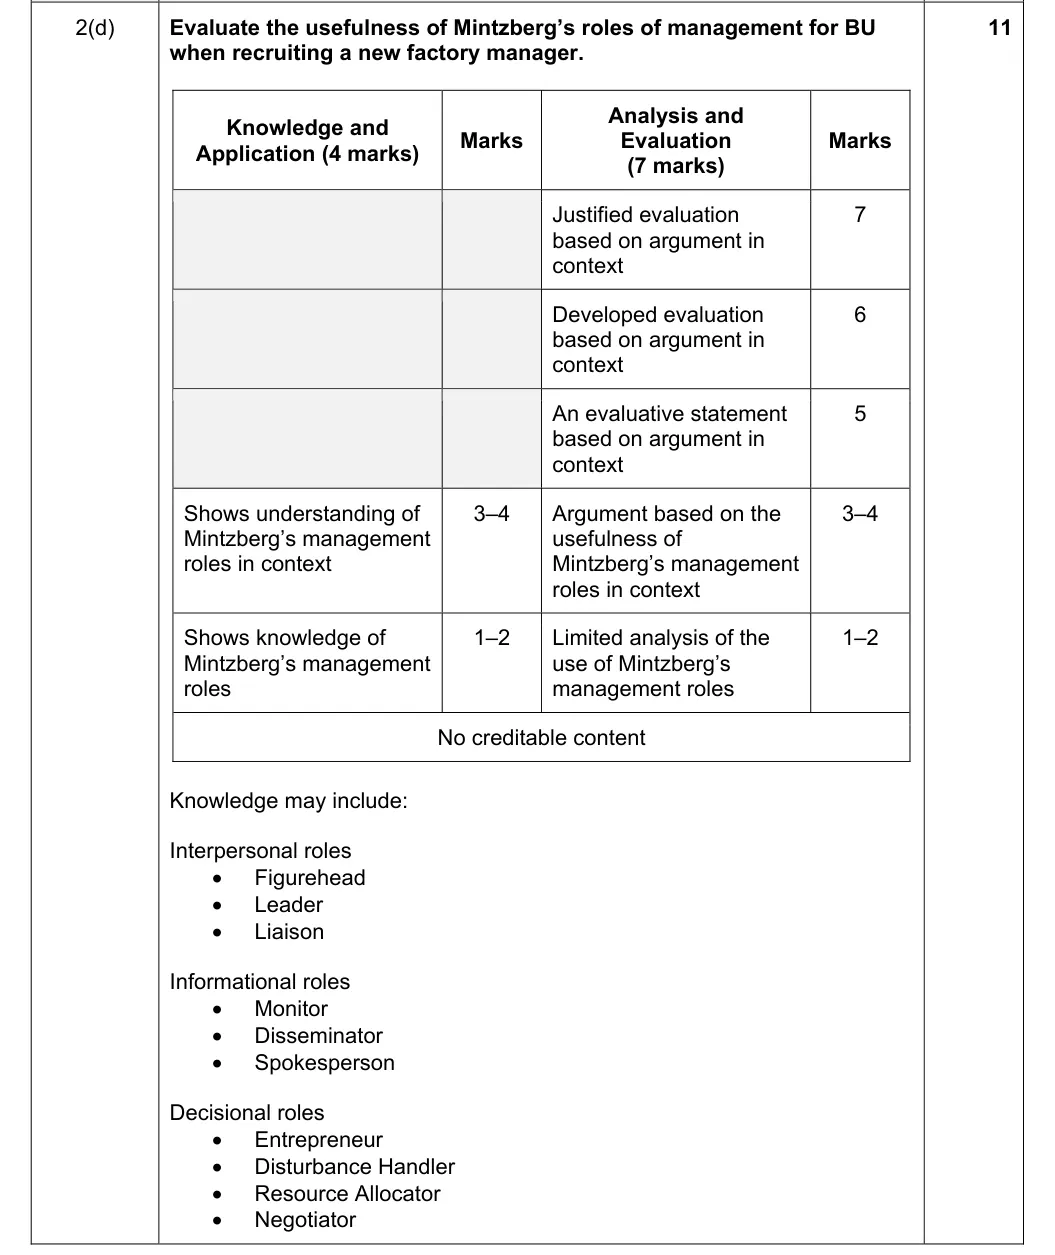 2(d)
Evaluate the usefulness of Mintzberg’s roles of management for BU
when recruiting a new factory manager.
11
Knowledge and
Application (4 marks)
Marks
Analysis and
Evaluation
(7 marks)
Marks
Justified evaluation
based on argument in
context
7
Developed evaluation
based on argument in
context
6
An evaluative statement
based on argument in
context
5
Shows understanding of
Mintzberg’s management
roles in context
3–4
Argument based on the
usefulness of
Mintzberg’s management
roles in context
3–4
Shows knowledge of
Mintzberg’s management
roles
1–2
Limited analysis of the
use of Mintzberg’s
management roles
1–2
No creditable content
Knowledge may include:
Interpersonal roles
• Figurehead
• Leader
• Liaison
Informational roles
• Monitor
• Disseminator
• Spokesperson
Decisional roles
• Entrepreneur
• Disturbance Handler
• Resource Allocator
• Negotiator